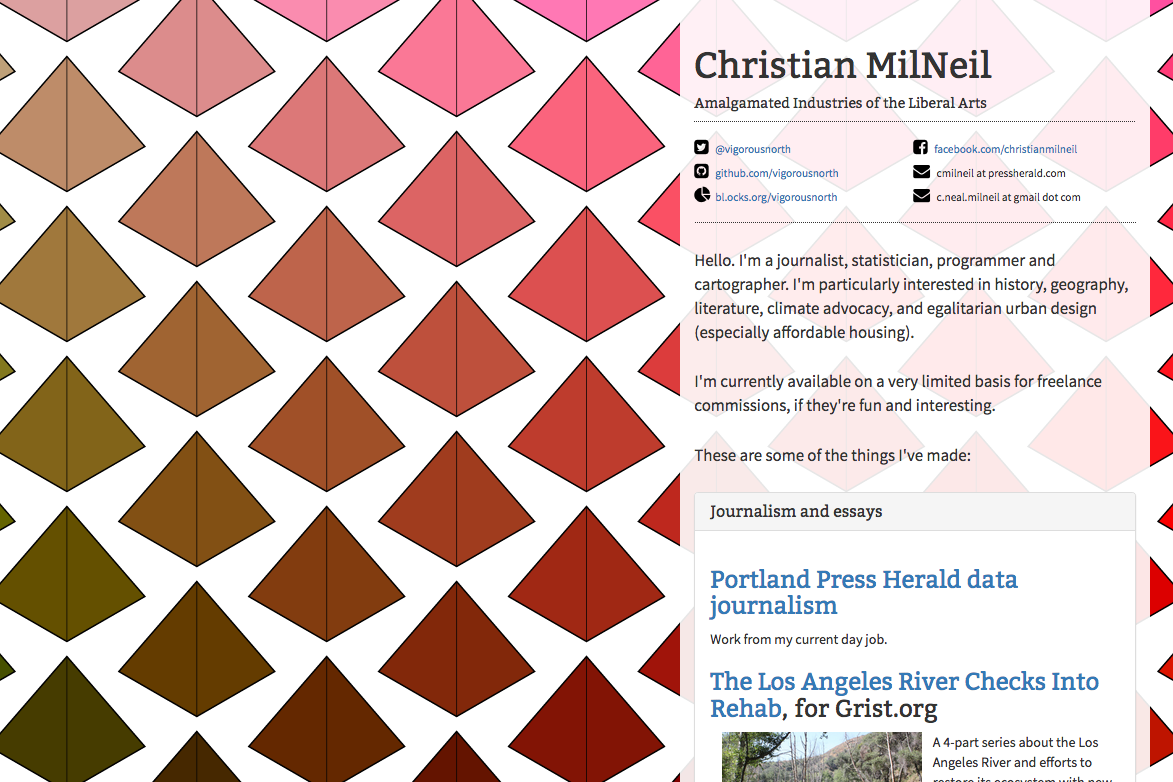 Christian MilNeil
Amalgamated Industries of the Liberal Arts
@vigorousnorth
facebook.com/christianmilneil
github.com/vigorousnorth
cmilneil at pressherald.com
bl.ocks.org/vigorousnorth
c.neal.milneil at gmail dot com
Hello. I'm a journalist, statistician, programmer and
cartographer. I'm particularly interested in history, geography,
literature, climate advocacy, and egalitarian urban design
(especially affordable housing).
I'm currently available on a very limited basis for freelance
commissions, if they're fun and interesting.
These are some of the things I've made:
Journalism and essays
Portland Press Herald data
journalism
Work from my current day job.
The Los Angeles River Checks Into
Rehab, for Grist.org
A 4-part series about the Los
Angeles River and efforts to
restore its ecosystem with new